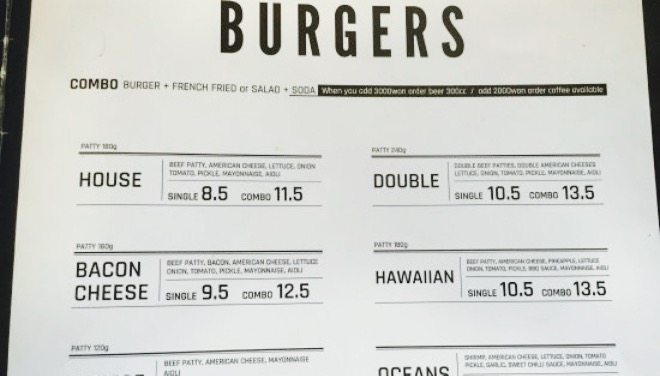 BURGERS
COMBO BURGER + FRENCH FRIED or SALAD + SODA When you add 3000won order beer 300cc / add 2000won order coffee available
PATTY 180g
HOUSE
BEEF PATTY, AMERICAN CHEESE, LETTUCE, ONION
TOMATO, PICKLE, MAYONNAISE, AIOLI
SINGLE 8.5 COMBO 11.5
PATTY 240g
DOUBLE
DOUBLE BEEF PATTIES, DOUBLE AMERICAN CHEESES
LETTUCE, ONION, TOMATO, PICKLE, MAYONNAISE, AIOLI
SINGLE 10.5 COMBO 13.5
PATTY 160g
BACON
CHEESE
BEEF PATTY, BACON, AMERICAN CHEESE, LETTUCE
ONION, TOMATO, PICKLE, MAYONNAISE, AIOLI
SINGLE 9.5 COMBO 12,5
PATTY 180g
HAWAIIAN
BEEF PATTY, AMERICAN CHEESE, PINEAPPLE, LETTUCE
ONION, TOMATO, PICKLE, BBQ SAUCE, MAYONNAISE, AIOLI
SINGLE 10.5 COMBO 13.5
PATTY 120g
BEEF PATTY, AMERICAN CHEESE, MAYONNAISE
AIOLI
OCEANS
SHRIMP, AMERICAN CHEESE, LETTUCE, ONION, TOMATO
PICKLE, GARLIC, SWEET CHILLI SAUCE, MAYONNAISE, AIOLI